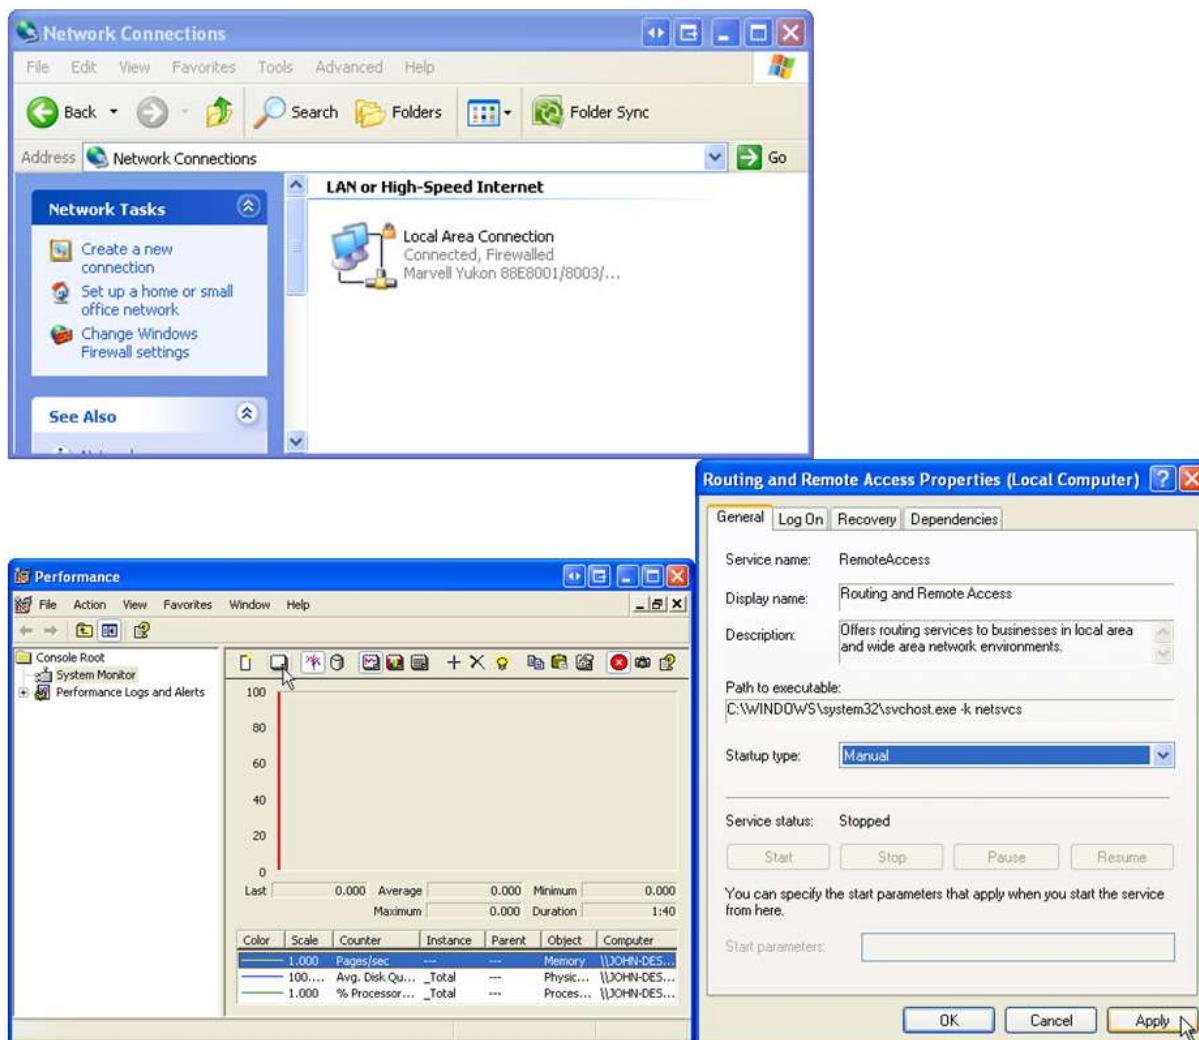 Network Connections
File Edit View Favorites Tools Advanced Help
Back Search Folders Folder Sync
Address Network Connections Go
Network Tasks
Create a new
connection
Set up a home or small
office network
Change Windows
Firewall settings
See Also
LAN or High-Speed Internet
Local Area Connection
Connected, Firewalled
Marvell Yukon 88E8001/8003/...
Performance
File Action View Favorites Window Help
Console Root
System Monitor
Performance Logs and Alerts
100
80
60
40
20
0
Last 0.000 Average 0.000 Minimum 0.000
Maximum 0.000 Duration 1:40
Color Scale Counter Instance Parent Object Computer
1.000 Pages/sec --- --- Memory \\JOHN-DES...
100.... Avg. Disk Qu... _Total --- Physic... \\JOHN-DES...
1.000 % Processor... _Total --- Proces... \\JOHN-DES...
Routing and Remote Access Properties (Local Computer)
General Log On Recovery Dependencies
Service name: RemoteAccess
Display name: Routing and Remote Access
Description: Offers routing services to businesses in local area
and wide area network environments.
Path to executable:
C:\WINDOWS\system32\svchost.exe -k netsvcs
Startup type: Manual
Service status: Stopped
Start Stop Pause Resume
You can specify the start parameters that apply when you start the service
from here.
Start parameters:
OK Cancel Apply